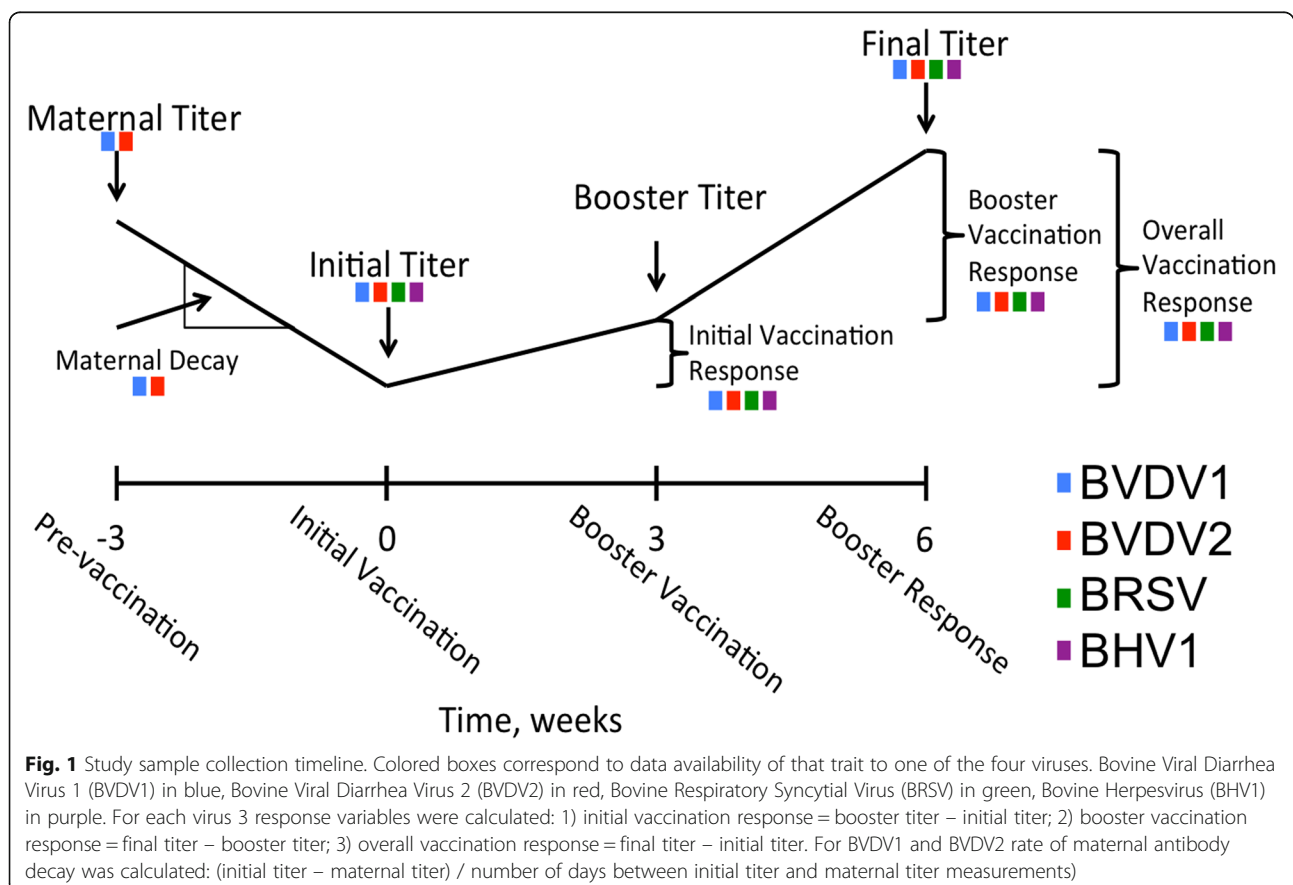 Final Titer
Maternal Titer
Booster Titer
Initial Titer
Booster
Vaccination
Response
Overall
Vaccination
Response
Initial Vaccination
Response
Maternal Decay
-3
0
3
6
Pre-vaccination
Initial Vaccination
Booster Vaccination
Booster Response
Time, weeks
BVDV1
BVDV2
BRSV
BHV1
Fig. 1 Study sample collection timeline. Colored boxes correspond to data availability of that trait to one of the four viruses. Bovine Viral Diarrhea
Virus 1 (BVDV1) in blue, Bovine Viral Diarrhea Virus 2 (BVDV2) in red, Bovine Respiratory Syncytial Virus (BRSV) in green, Bovine Herpesvirus (BHV1)
in purple. For each virus 3 response variables were calculated: 1) initial vaccination response = booster titer – initial titer; 2) booster vaccination
response = final titer – booster titer; 3) overall vaccination response = final titer – initial titer. For BVDV1 and BVDV2 rate of maternal antibody
decay was calculated: (initial titer – maternal titer) / number of days between initial titer and maternal titer measurements)